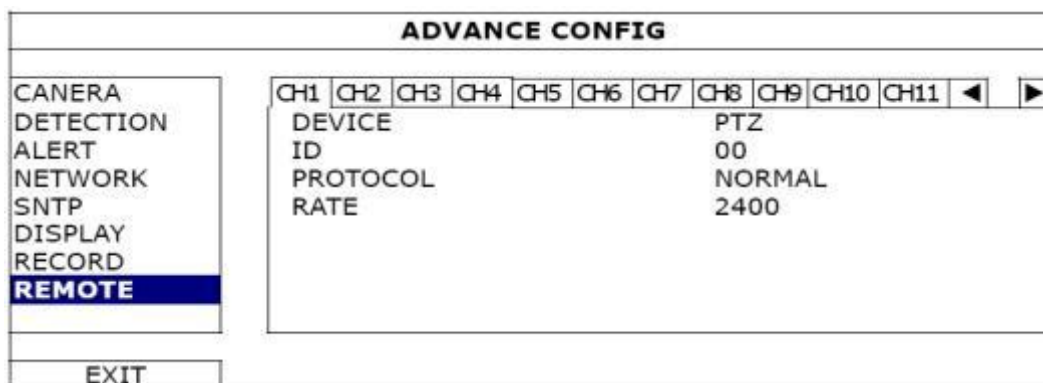 ADVANCE CONFIG
CANERA
DETECTION
ALERT
NETWORK
SNTP
DISPLAY
RECORD
REMOTE
EXIT
CH1 CH2 CH3 CH4 CH5 CH6 CH7 CH8 CH9 CH10 CH11 ◀ ▶
DEVICE PTZ
ID 00
PROTOCOL NORMAL
RATE 2400